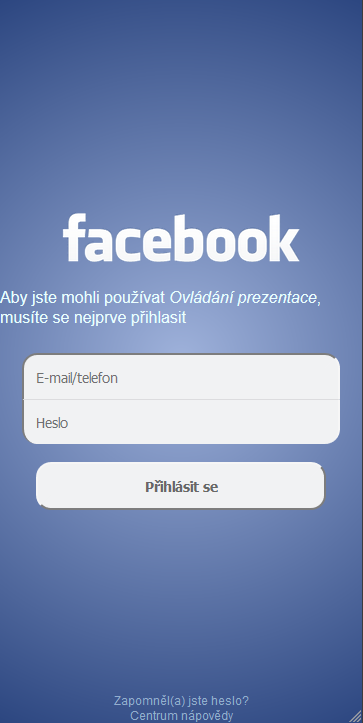 facebook
Aby jste mohli používat Ovládání prezentace,
musíte se nejprve přihlasit
E-mail/telefon
Heslo
Přihlásit se
Zapomněl(a) jste heslo?
Centrum nápovědy